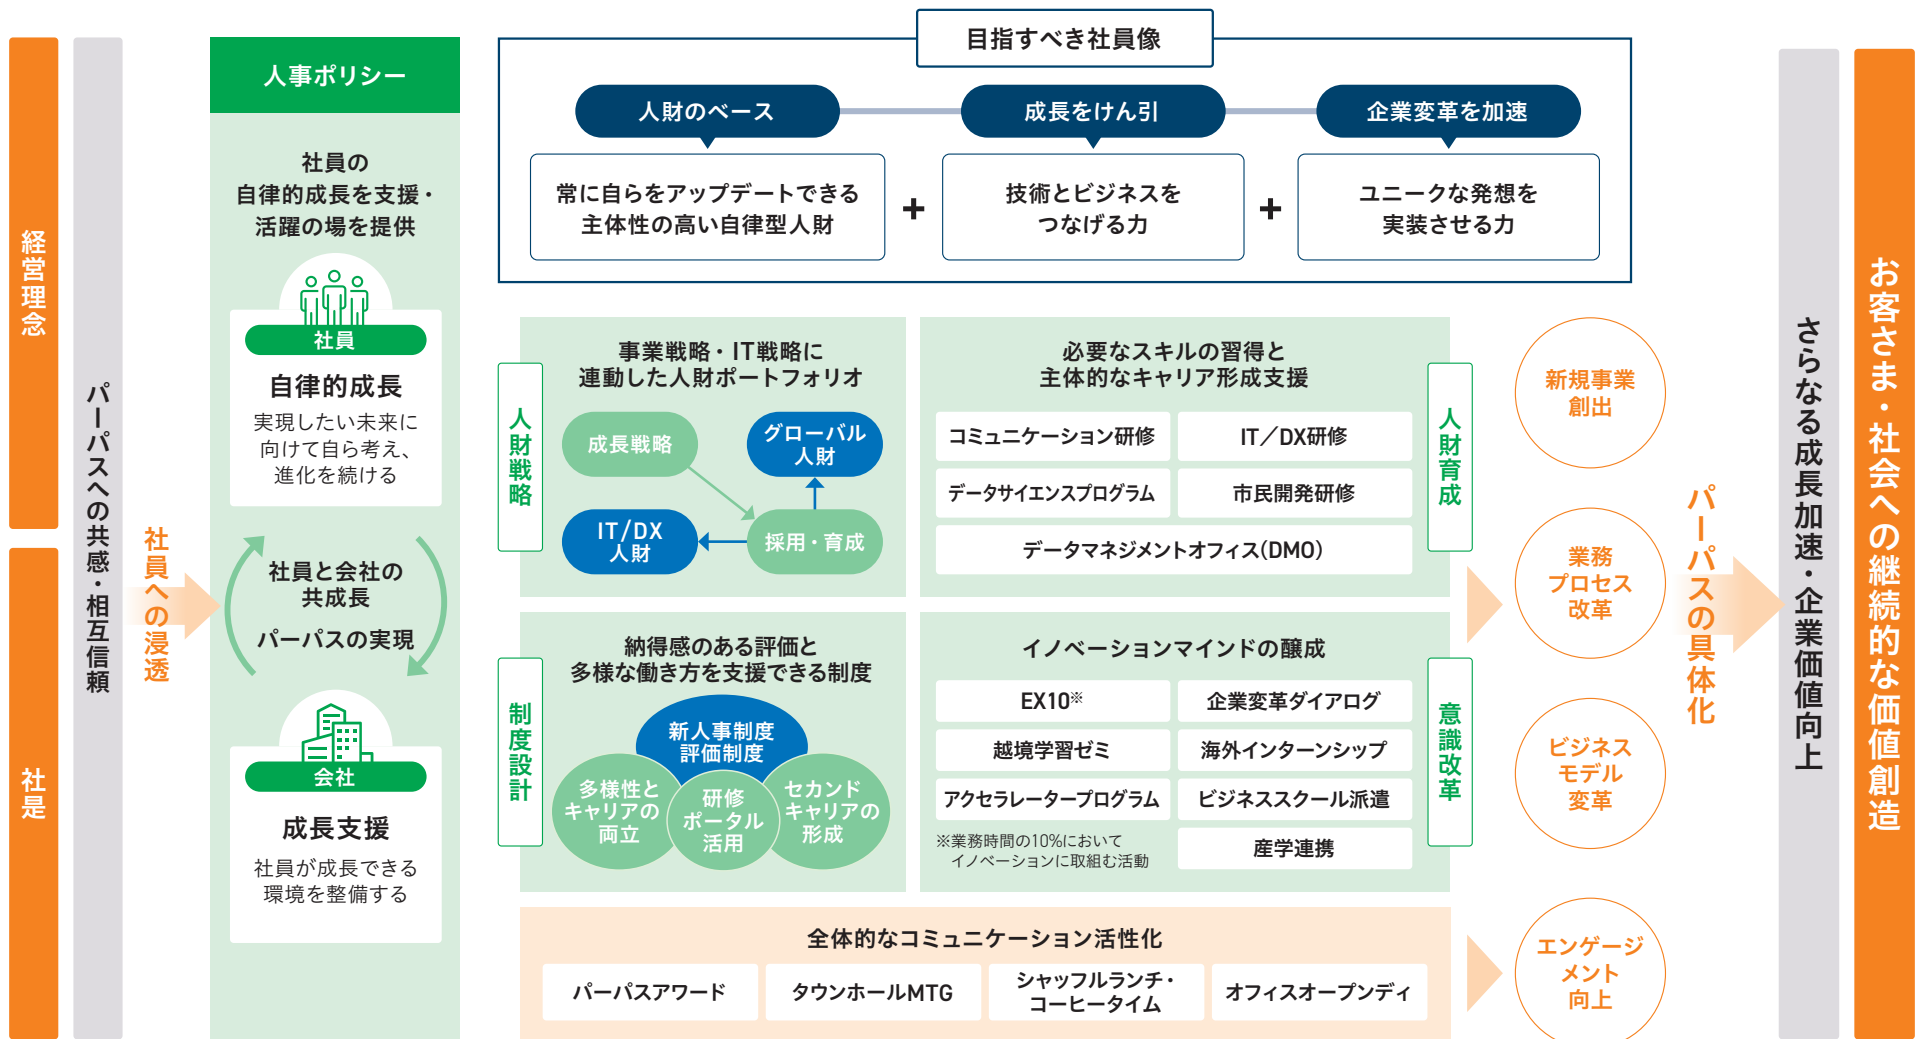 経営理念
社是
パーパスへの共感・相互信頼
社員への浸透
人事ポリシー
社員の
自律的成長を支援・
活躍の場を提供
社員
自律的成長
実現したい未来に
向けて自ら考え、
進化を続ける
社員と会社の
共成長
パーパスの実現
会社
成長支援
社員が成長できる
環境を整備する
目指すべき社員像
人財のベース
成長をけん引
企業変革を加速
常に自らをアップデートできる
主体性の高い自律型人財
+
技術とビジネスを
つなげる力
+
ユニークな発想を
実装させる力
人財戦略
事業戦略・IT戦略に
連動した人財ポートフォリオ
成長戦略
グローバル
人財
IT/DX
人財
採用・育成
必要なスキルの習得と
主体的なキャリア形成支援
コミュニケーション研修
IT／DX研修
データサイエンスプログラム
市民開発研修
データマネジメントオフィス(DMO)
人財育成
制度設計
納得感のある評価と
多様な働き方を支援できる制度
新人事制度
評価制度
多様性と
キャリアの
両立
研修
ポータル
活用
セカンド
キャリアの
形成
イノベーションマインドの醸成
EX10※
企業変革ダイアログ
越境学習ゼミ
海外インターンシップ
アクセラレータープログラム
ビジネススクール派遣
※業務時間の10%において
イノベーションに取組む活動
産学連携
意識改革
全体的なコミュニケーション活性化
パーパスアワード
タウンホールMTG
シャッフルランチ・
コーヒータイム
オフィスオープンディ
新規事業
創出
業務
プロセス
改革
ビジネス
モデル
変革
エンゲージ
メント
向上
パーパスの具体化
さらなる成長加速・企業価値向上
お客さま・社会への継続的な価値創造